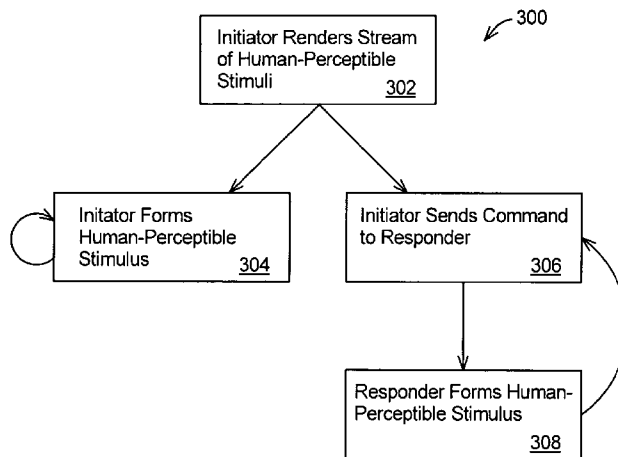 300
Initiator Renders Stream
of Human-Perceptible
Stimuli
302
Initator Forms
Human-Perceptible
Stimulus
304
Initiator Sends Command
to Responder
306
Responder Forms Human-
Perceptible Stimulus
308